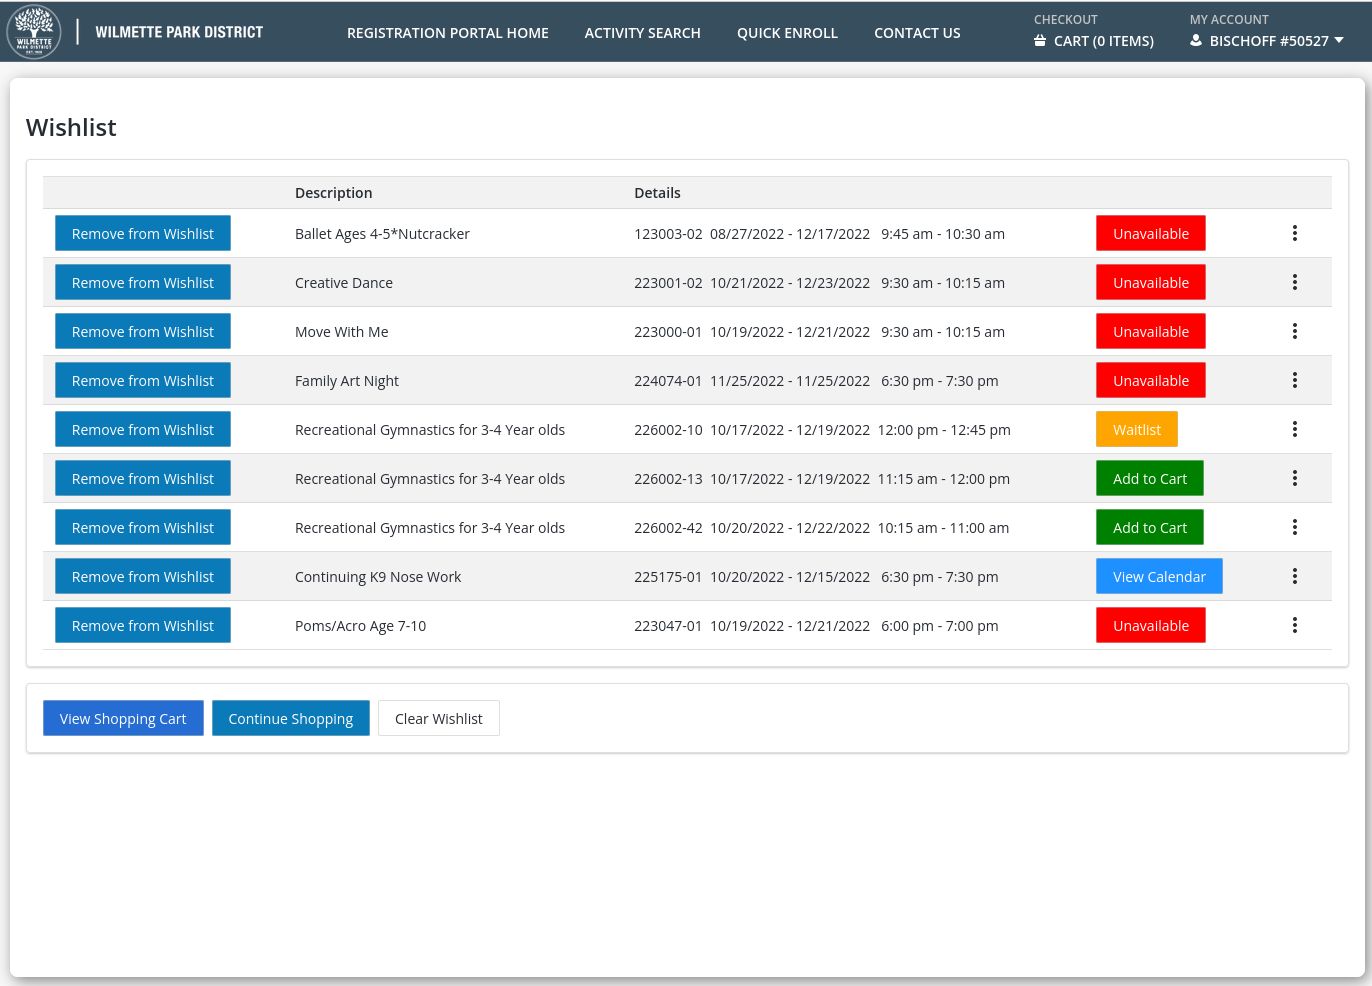 WILMETTE
PARK DISTRICT
WILMETTE PARK DISTRICT
REGISTRATION PORTAL HOME
ACTIVITY SEARCH
QUICK ENROLL
CONTACT US
CHECKOUT
CART (0 ITEMS)
MY ACCOUNT
BISCHOFF #50527
Wishlist
Description Details
Remove from Wishlist Ballet Ages 4-5*Nutcracker 123003-02 08/27/2022 - 12/17/2022 9:45 am - 10:30 am Unavailable
Remove from Wishlist Creative Dance 223001-02 10/21/2022 - 12/23/2022 9:30 am - 10:15 am Unavailable
Remove from Wishlist Move With Me 223000-01 10/19/2022 - 12/21/2022 9:30 am - 10:15 am Unavailable
Remove from Wishlist Family Art Night 224074-01 11/25/2022 - 11/25/2022 6:30 pm - 7:30 pm Unavailable
Remove from Wishlist Recreational Gymnastics for 3-4 Year olds 226002-10 10/17/2022 - 12/19/2022 12:00 pm - 12:45 pm Waitlist
Remove from Wishlist Recreational Gymnastics for 3-4 Year olds 226002-13 10/17/2022 - 12/19/2022 11:15 am - 12:00 pm Add to Cart
Remove from Wishlist Recreational Gymnastics for 3-4 Year olds 226002-42 10/20/2022 - 12/22/2022 10:15 am - 11:00 am Add to Cart
Remove from Wishlist Continuing K9 Nose Work 225175-01 10/20/2022 - 12/15/2022 6:30 pm - 7:30 pm View Calendar
Remove from Wishlist Poms/Acro Age 7-10 223047-01 10/19/2022 - 12/21/2022 6:00 pm - 7:00 pm Unavailable
View Shopping Cart Continue Shopping Clear Wishlist